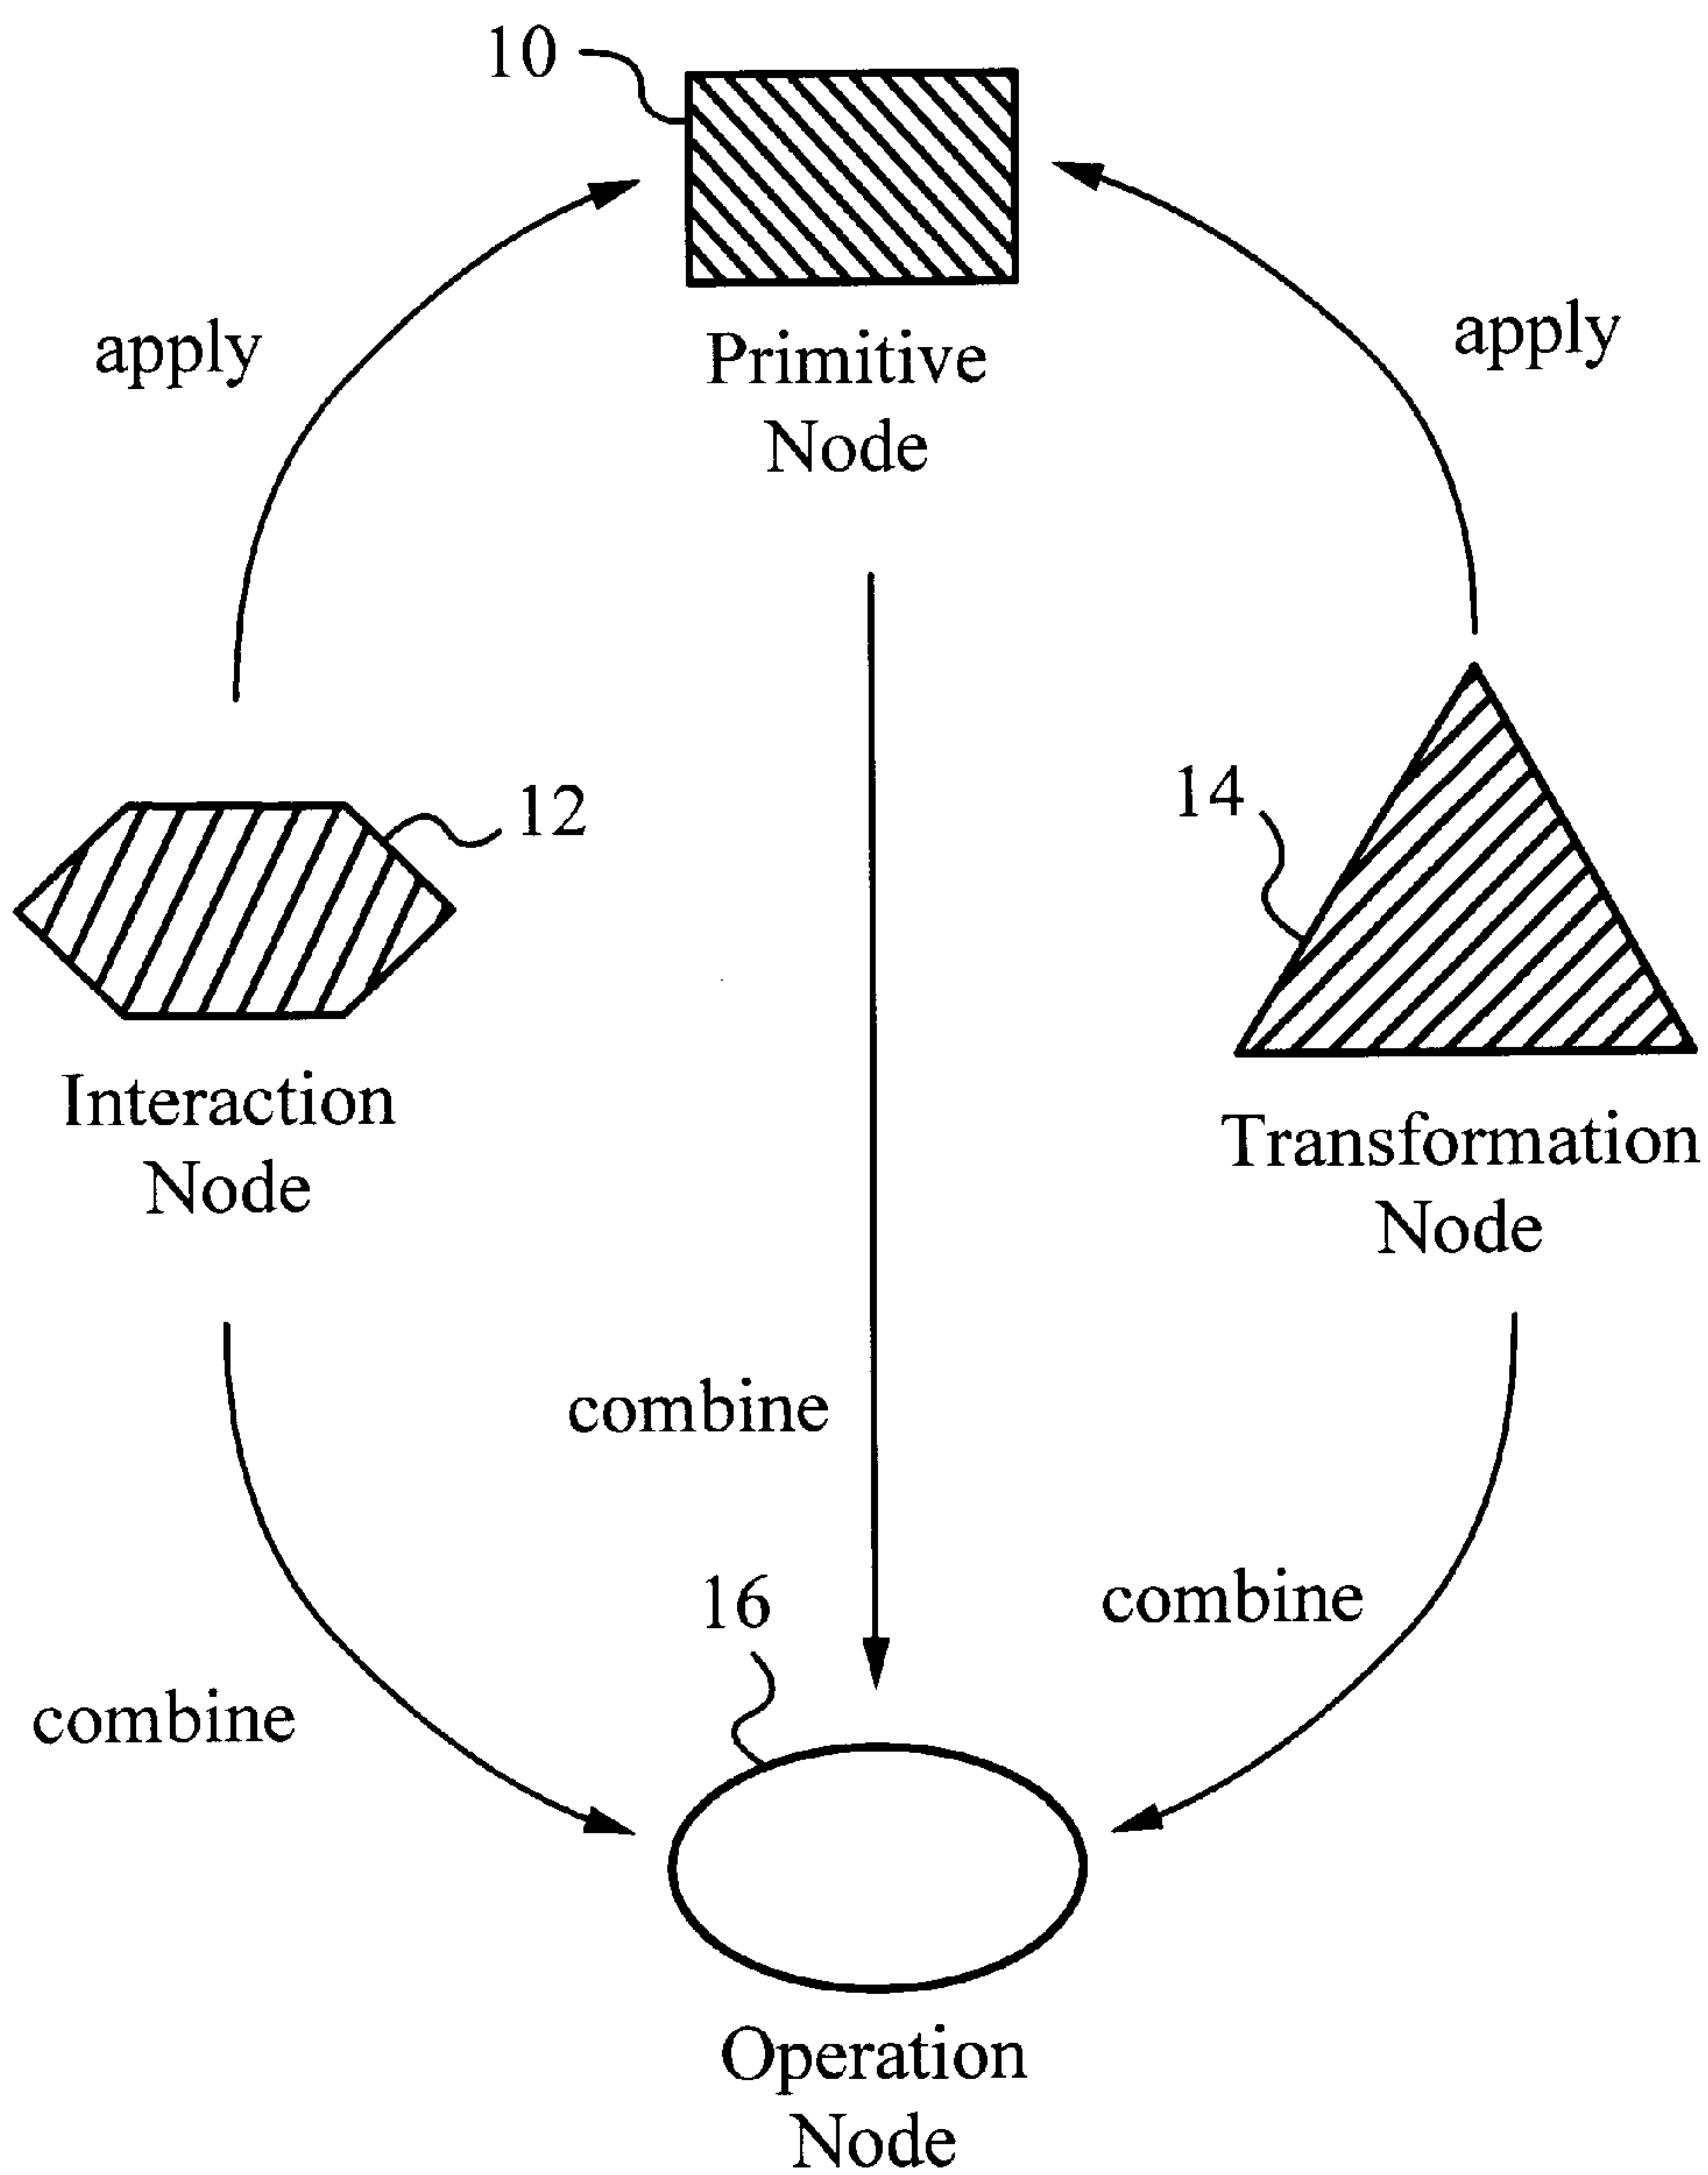 10
apply
Primitive
Node
apply
12
14
Interaction
Node
Transformation
Node
combine
16
combine
combine
Operation
Node